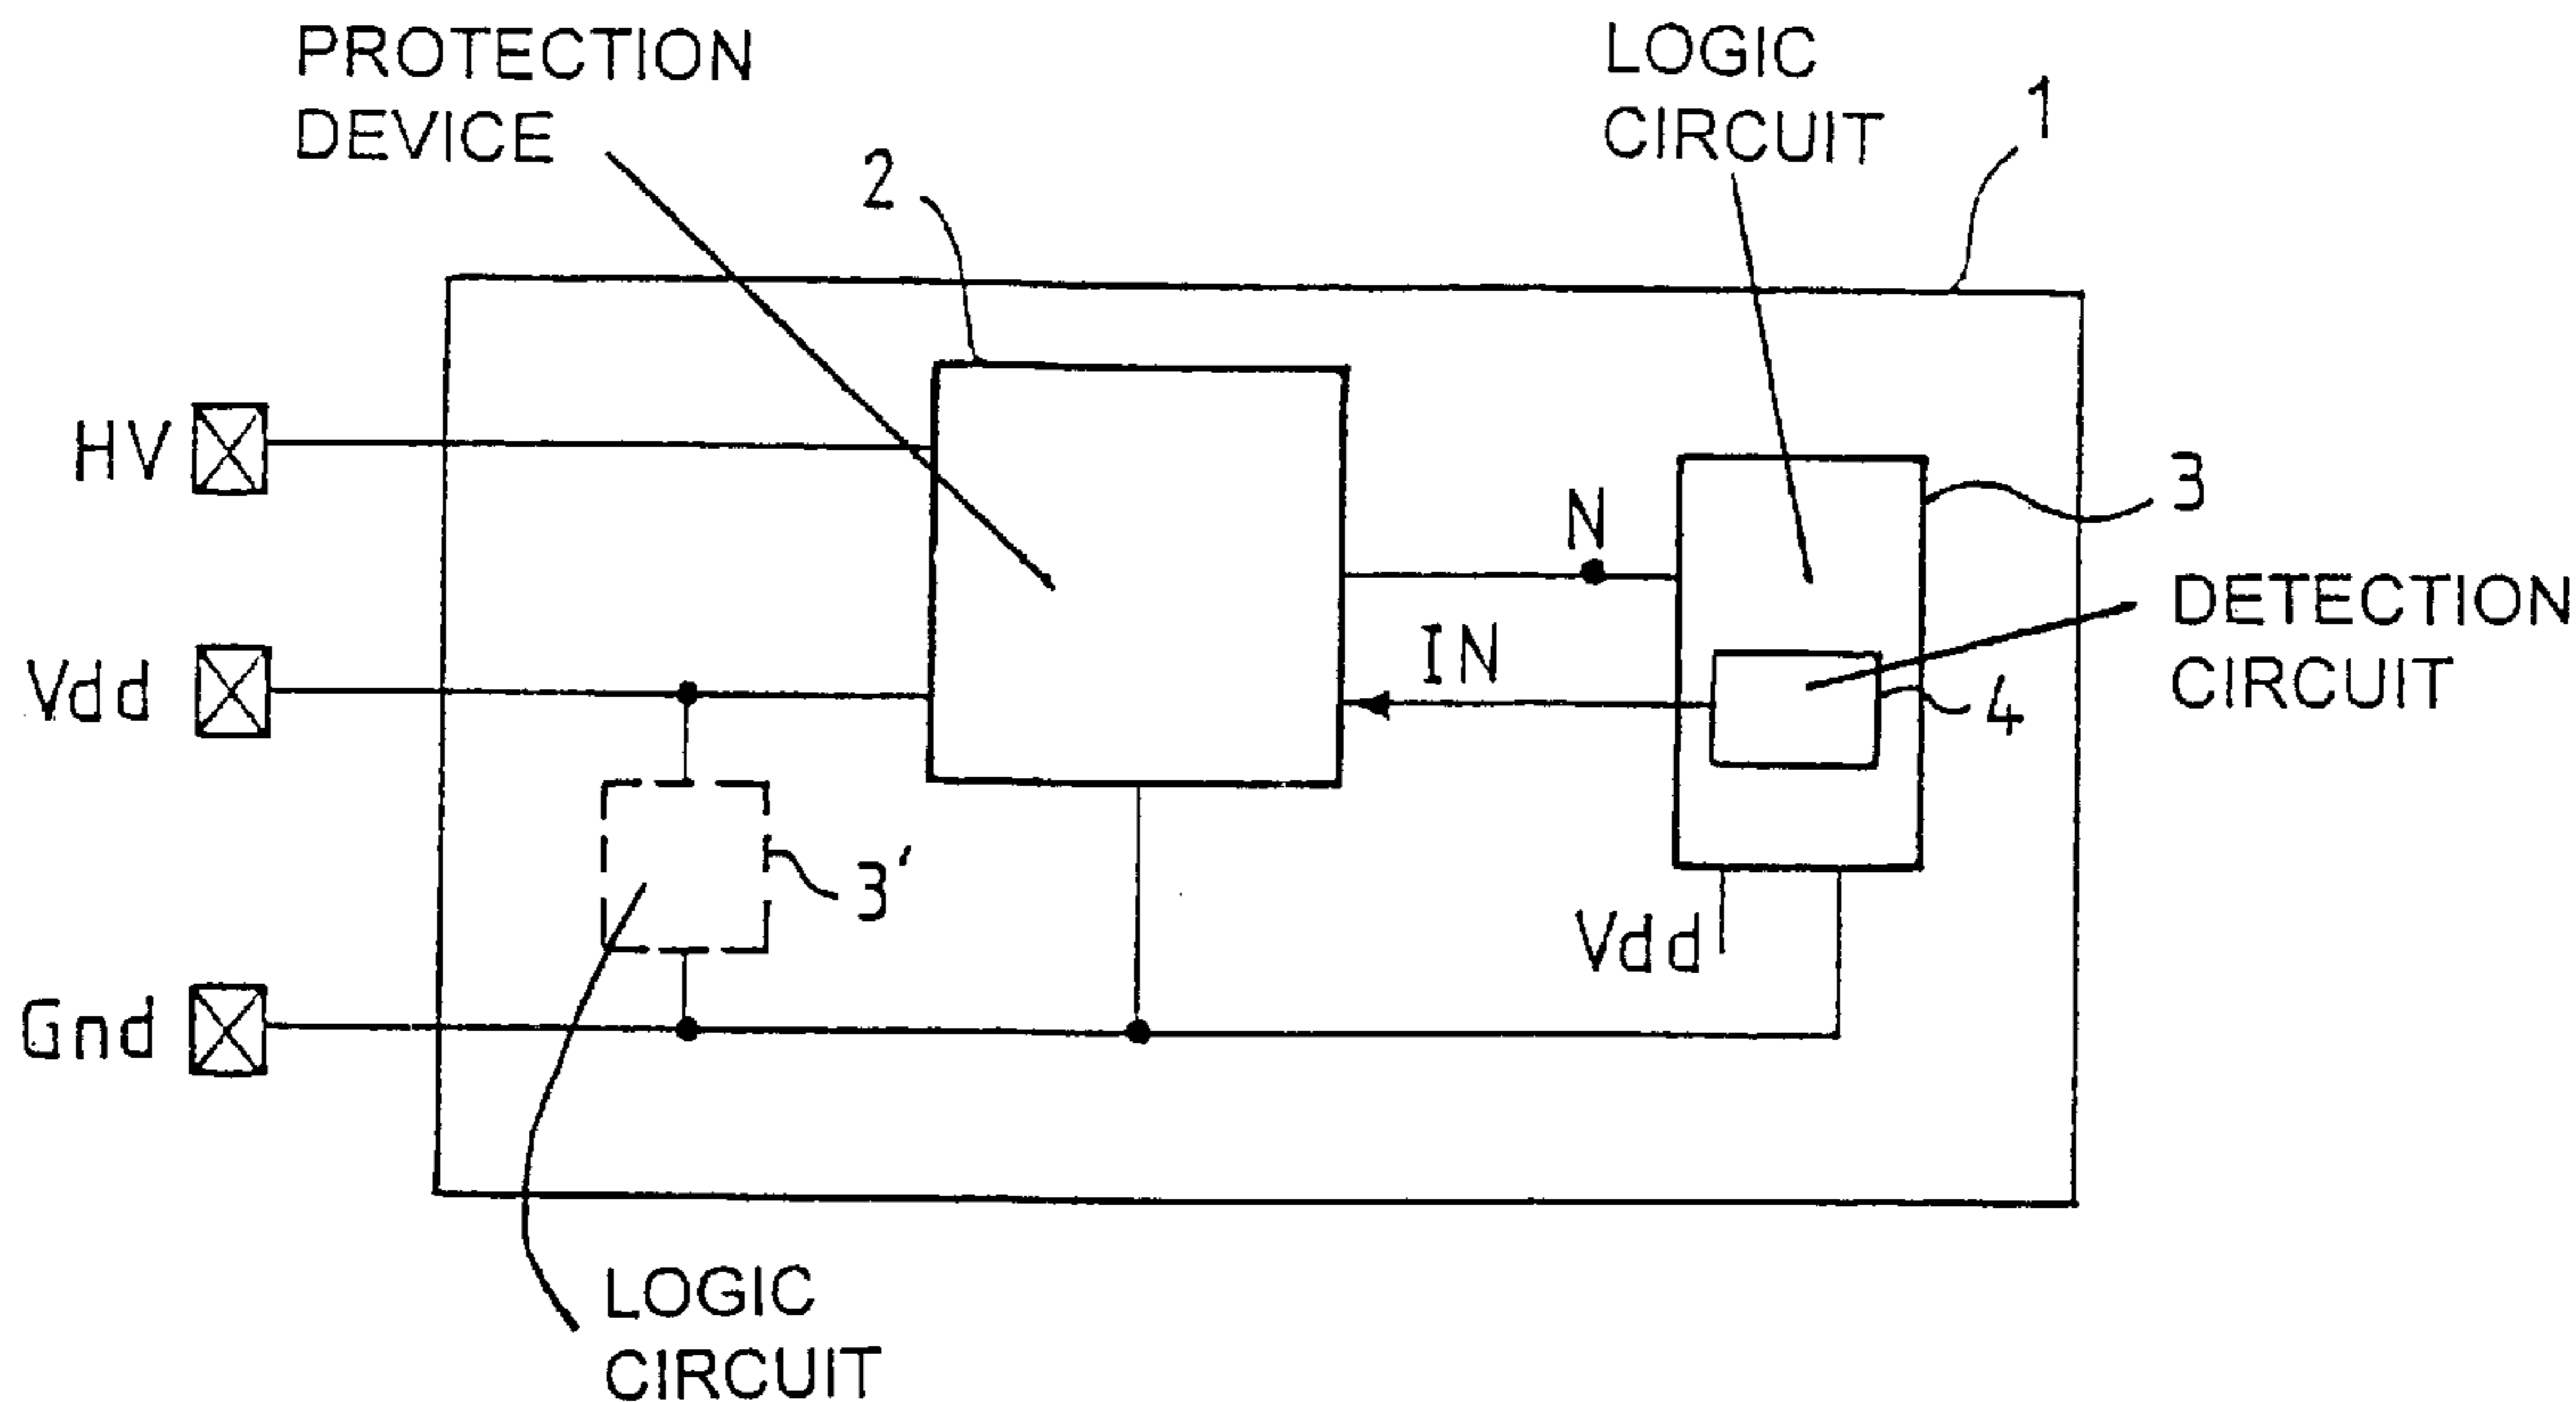 PROTECTION
DEVICE
LOGIC
CIRCUIT
1
2
HV
N
3
DETECTION
CIRCUIT
IN
Vdd
4
3'
Vdd
Gnd
LOGIC
CIRCUIT